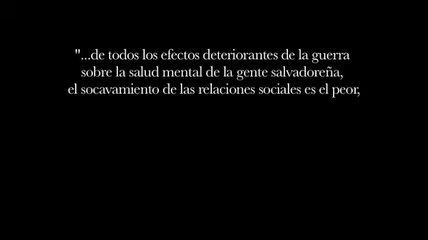 "...de todos los efectos deteriorantes de la guerra
sobre la salud mental de la gente salvadoreña,
el socavamiento de las relaciones sociales es el peor,